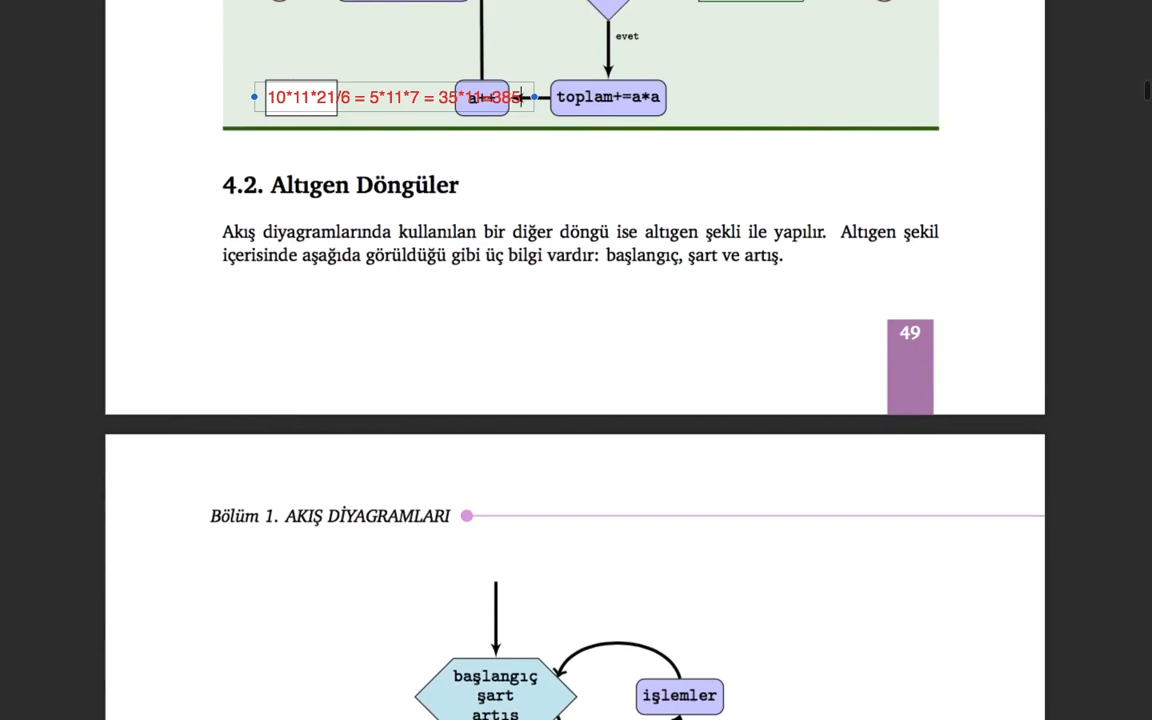 evet
10*11*21/6 = 5*11*7 = 35*11=385
a++
toplam+=a*a
4.2. Altıgen Döngüler
Akış diyagramlarında kullanılan bir diğer döngü ise altıgen şekli ile yapılır. Altıgen şekil
içerisinde aşağıda görüldüğü gibi üç bilgi vardır: başlangıç, şart ve artış.
49
Bölüm 1. AKIŞ DİYAGRAMLARI
başlangıç
şart
artış
işlemler